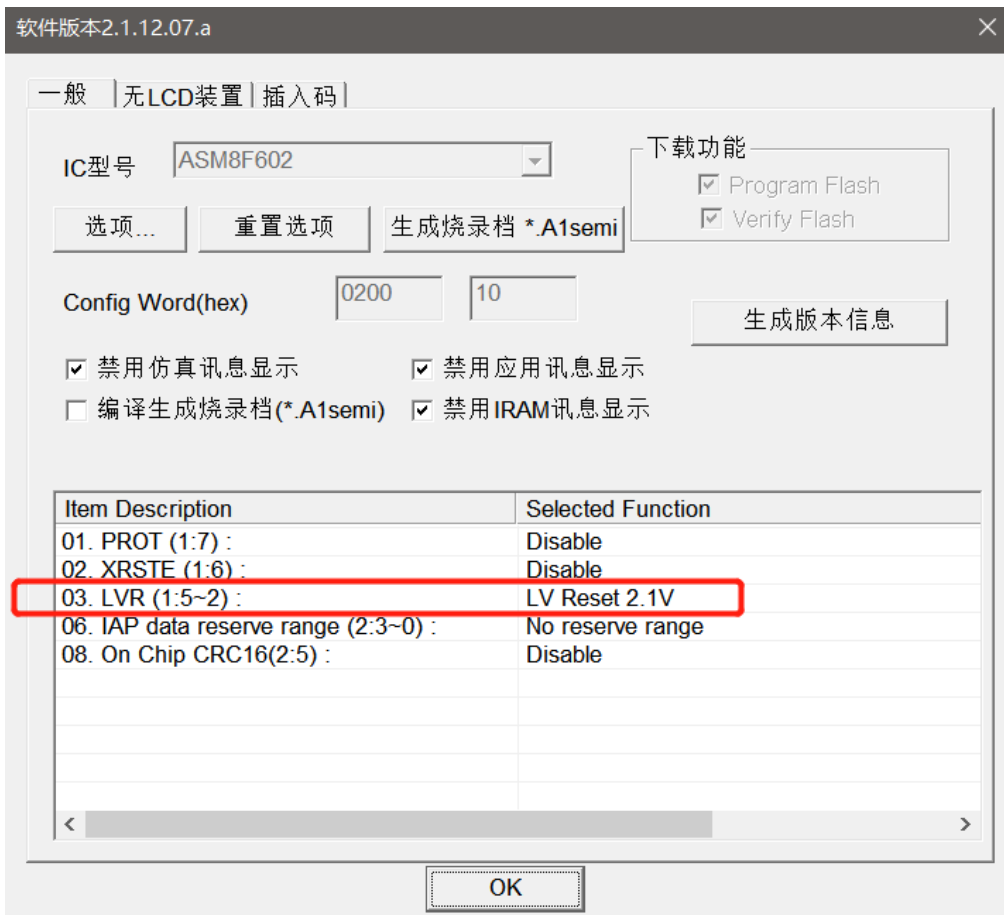 软件版本2.1.12.07.a
一般 无LCD装置 插入码
IC型号 ASM8F602
下载功能
Program Flash
Verify Flash
选项... 重置选项 生成烧录档 *.A1semi
Config Word(hex) 0200 10
生成版本信息
禁用仿真讯息显示 禁用应用讯息显示
编译生成烧录档(*.A1semi) 禁用IRAM讯息显示
Item Description Selected Function
01. PROT (1:7) : Disable
02. XRSTE (1:6) : Disable
03. LVR (1:5~2) : LV Reset 2.1V
06. IAP data reserve range (2:3~0) : No reserve range
08. On Chip CRC16(2:5) : Disable
OK